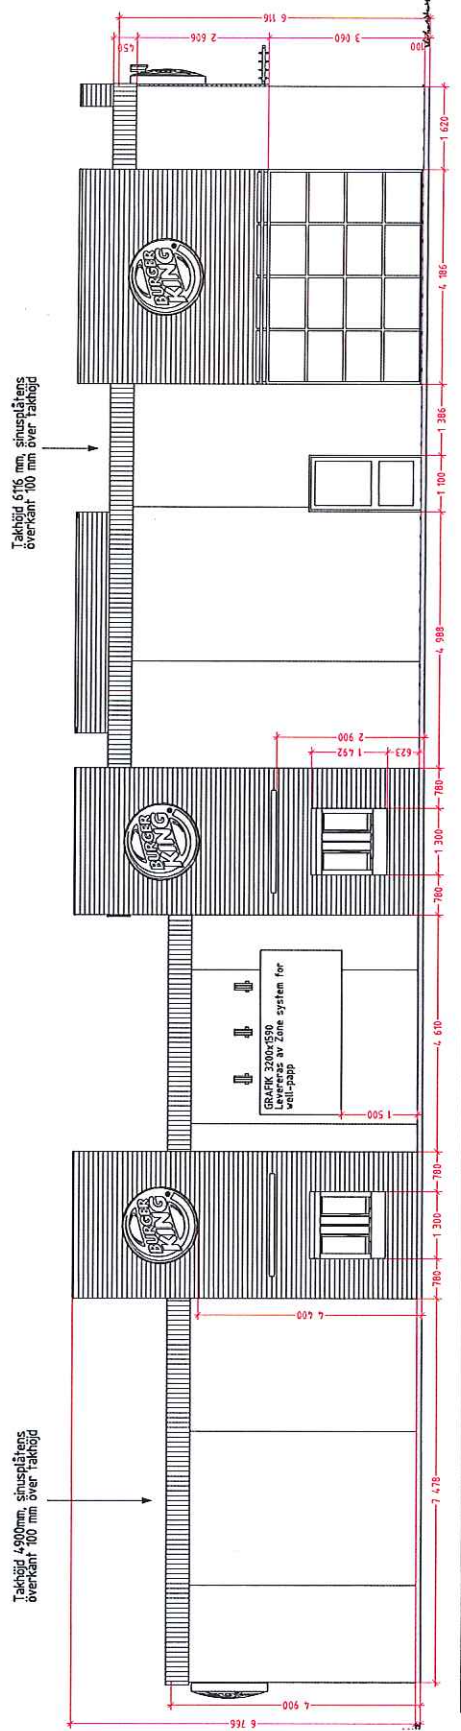 Takhöjd 4900mm, sinusplåtens
överkant 100 mm över takhöjd
Takhöjd 6116 mm, sinusplåtens
överkant 100 mm över takhöjd
BURGER
KING
BURGER
KING
BURGER
KING
GRAFIK 3200x1590
Levereras av Zone system for
well-papp
6 766
4 900
4 400
1 500
2 900
1 492
623
450
2 606
3 060
100
6 116
7 478
780
1 300
780
4 610
780
1 300
780
4 988
1 100
1 386
4 186
1 620